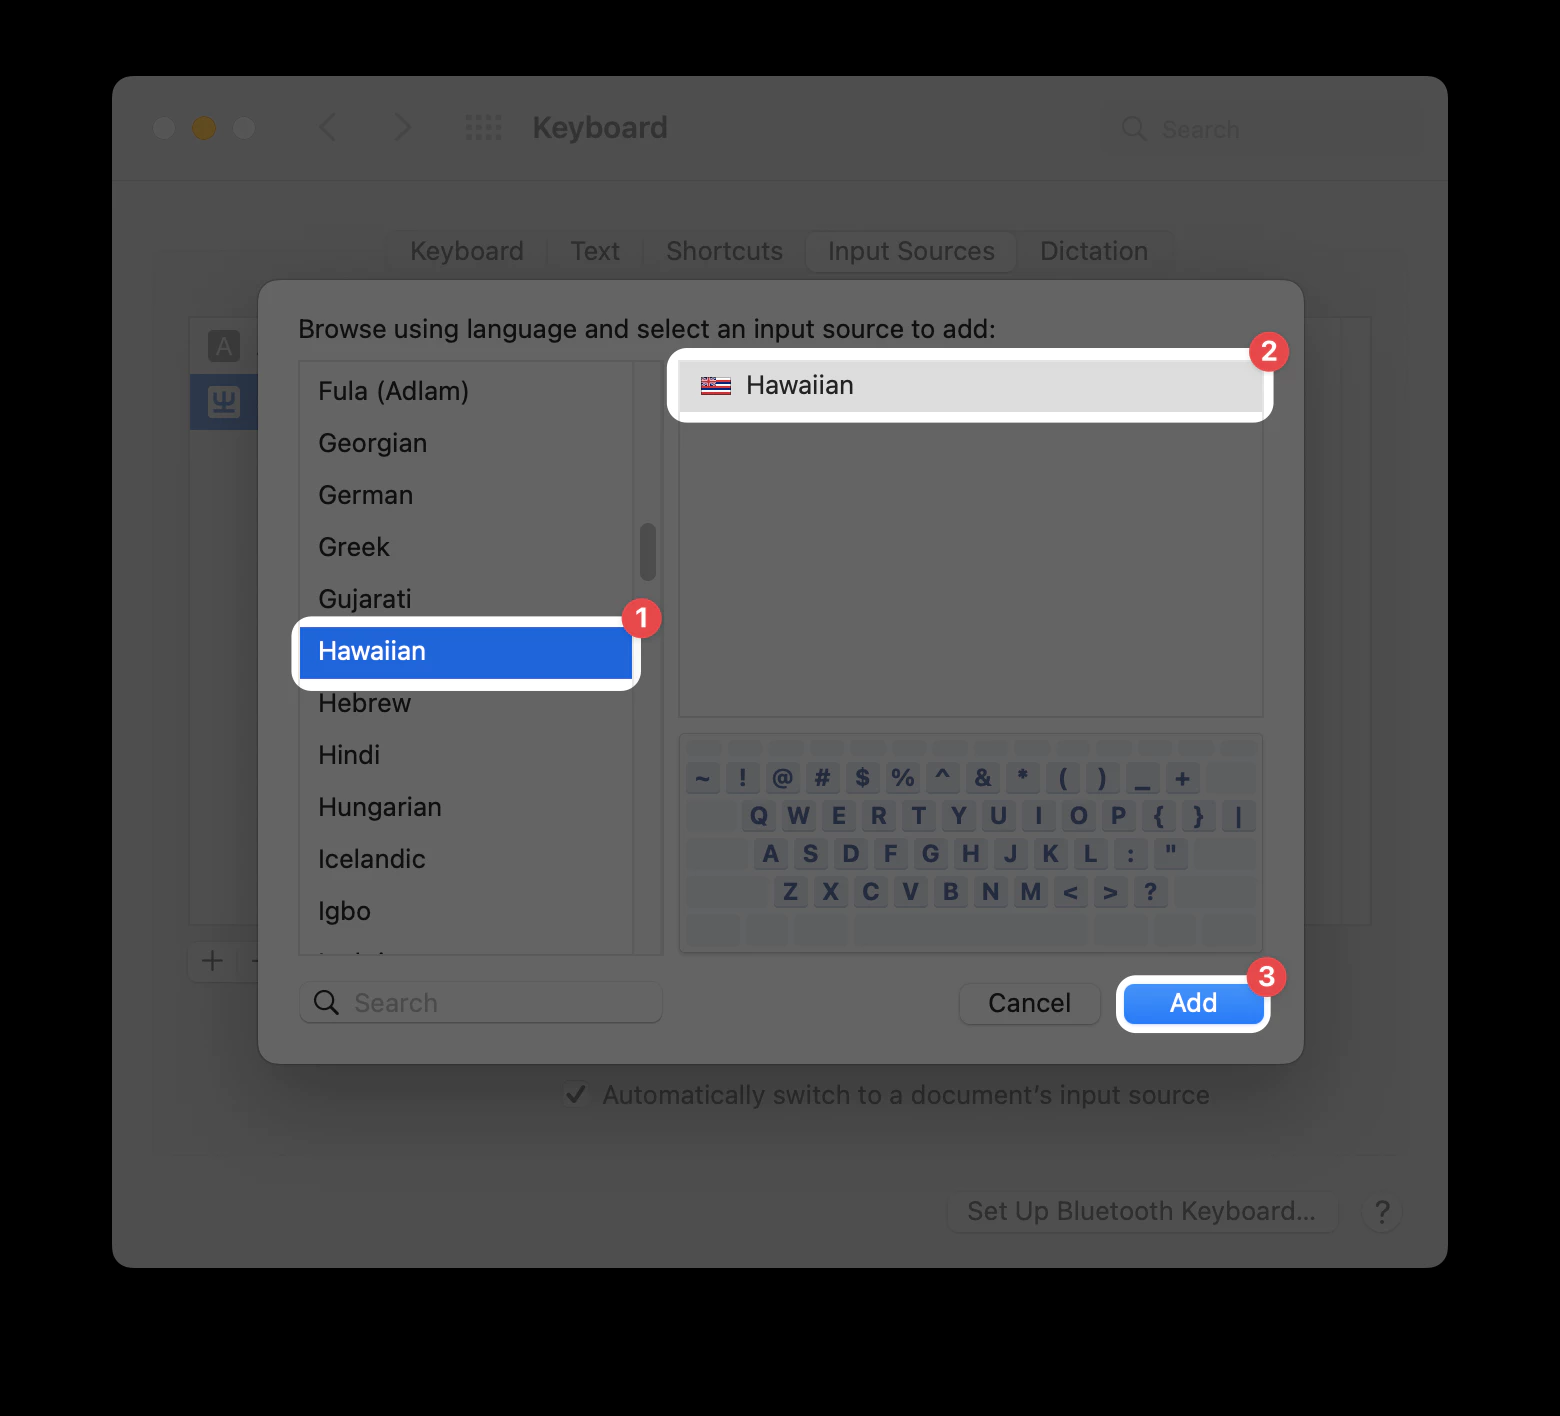 Keyboard
Search
Keyboard Text Shortcuts Input Sources Dictation
Browse using language and select an input source to add:
2
A
Fula (Adlam)
Hawaiian
Georgian
German
Greek
Gujarati
1
Hawaiian
Hebrew
Hindi
Hungarian
Icelandic
Igbo
~ ! @ # $ % ^ & * ( ) _ +
Q W E R T Y U I O P { } |
A S D F G H J K L : "
Z X C V B N M < > ?
3
Search
Cancel
Add
Automatically switch to a document's input source
Set Up Bluetooth Keyboard...
?